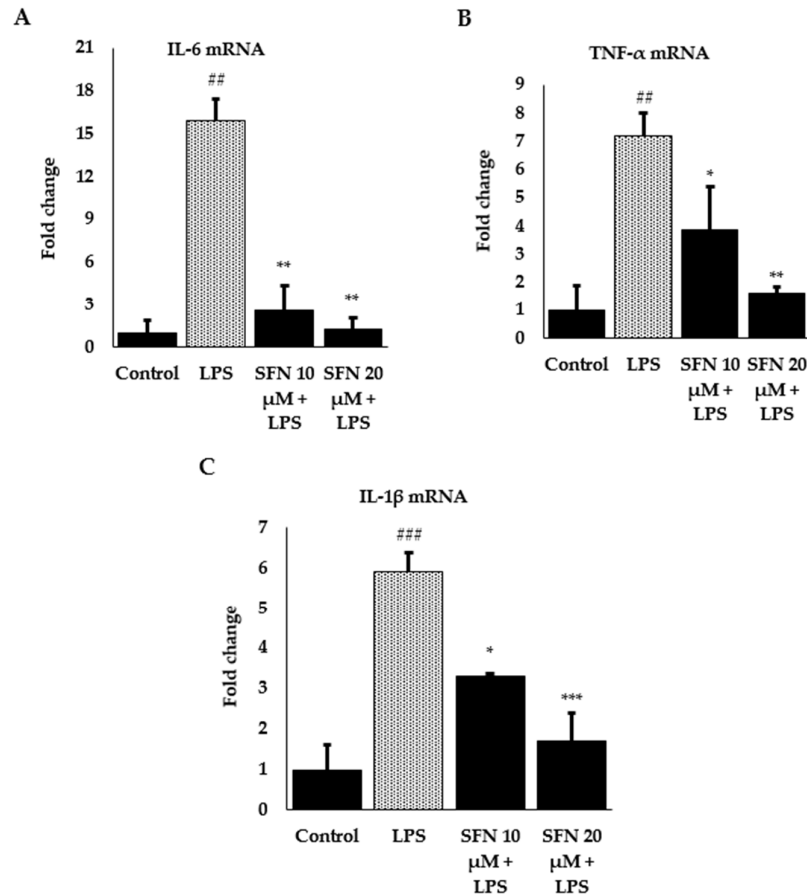 A
IL-6 mRNA
Fold change
21
18
15
12
9
6
3
0
##
**
**
Control
LPS
SFN 10
μM +
LPS
SFN 20
μM +
LPS
B
TNF-α mRNA
Fold change
9
8
7
6
5
4
3
2
1
0
##
*
**
Control
LPS
SFN 10
μM +
LPS
SFN 20
μM +
LPS
C
IL-1β mRNA
Fold change
7
6
5
4
3
2
1
0
###
*
***
Control
LPS
SFN 10
μM +
LPS
SFN 20
μM +
LPS